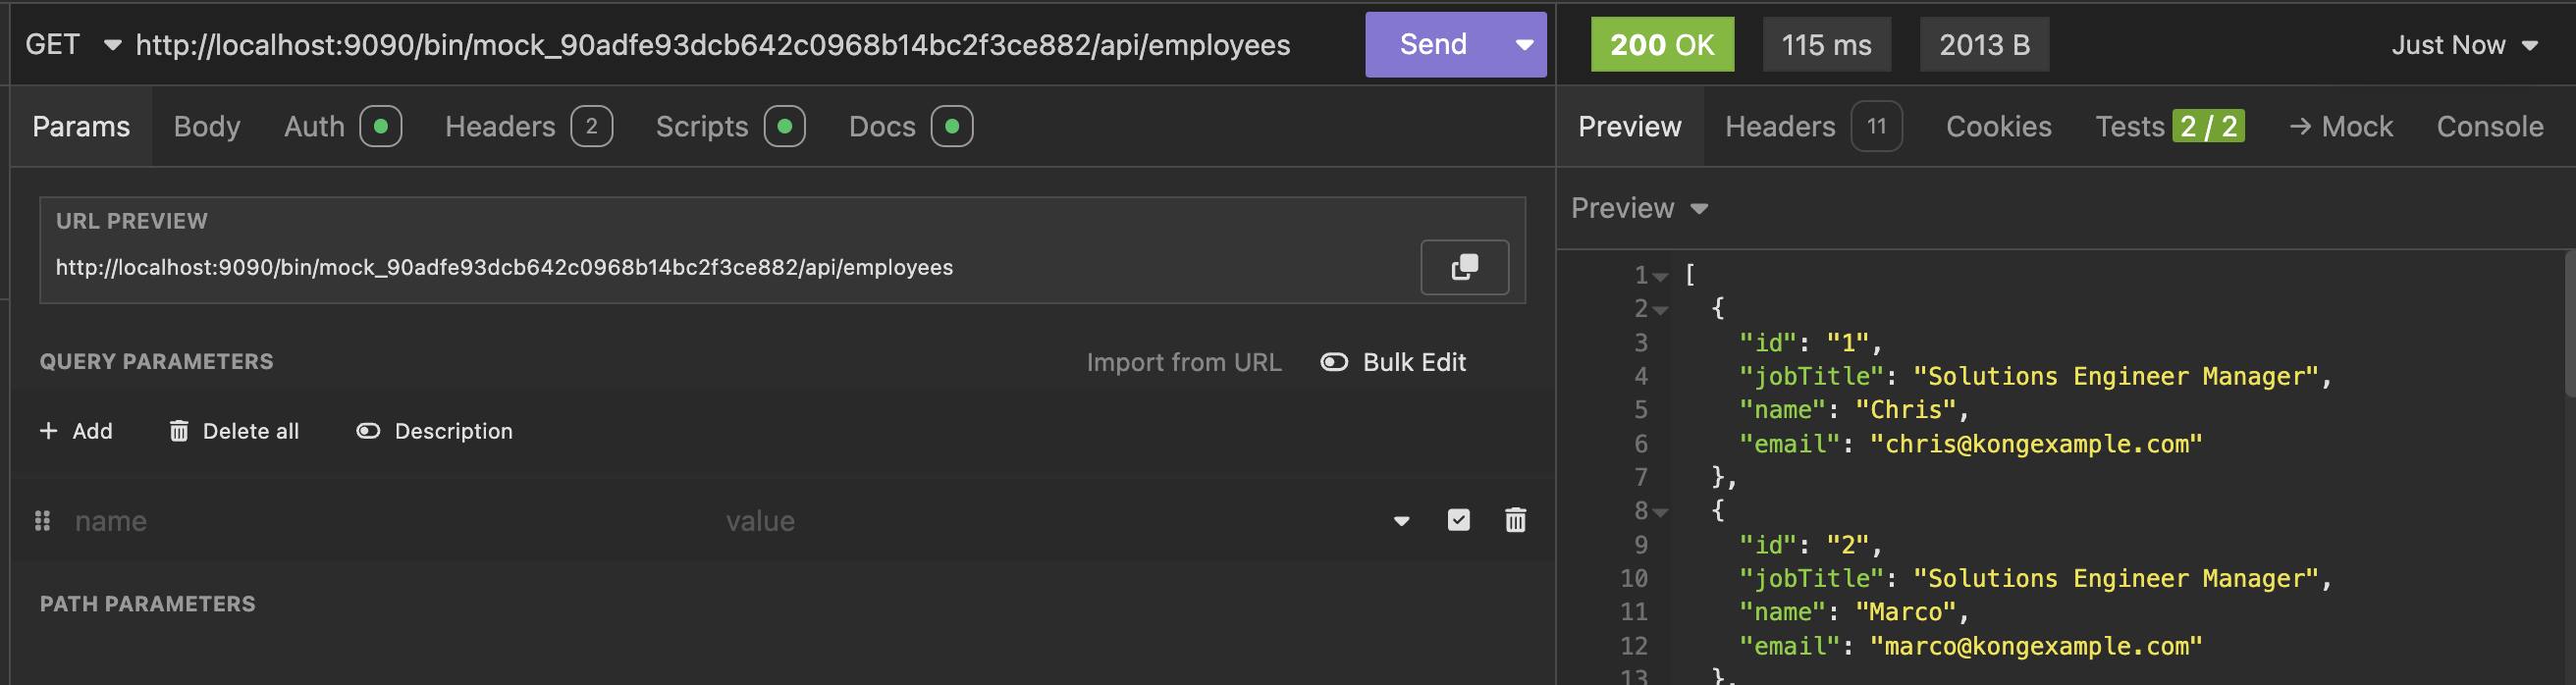 GET http://localhost:9090/bin/mock_90adfe93dcb642c0968b14bc2f3ce882/api/employees Send
Params Body Auth Headers 2 Scripts Docs
URL PREVIEW
http://localhost:9090/bin/mock_90adfe93dcb642c0968b14bc2f3ce882/api/employees
QUERY PARAMETERS Import from URL Bulk Edit
+ Add Delete all Description
name value
PATH PARAMETERS
200 OK 115 ms 2013 B Just Now
Preview Headers 11 Cookies Tests 2 / 2 → Mock Console
Preview
1 [
2 {
3 "id": "1",
4 "jobTitle": "Solutions Engineer Manager",
5 "name": "Chris",
6 "email": "chris@kongexample.com"
7 },
8 {
9 "id": "2",
10 "jobTitle": "Solutions Engineer Manager",
11 "name": "Marco",
12 "email": "marco@kongexample.com"
13 },